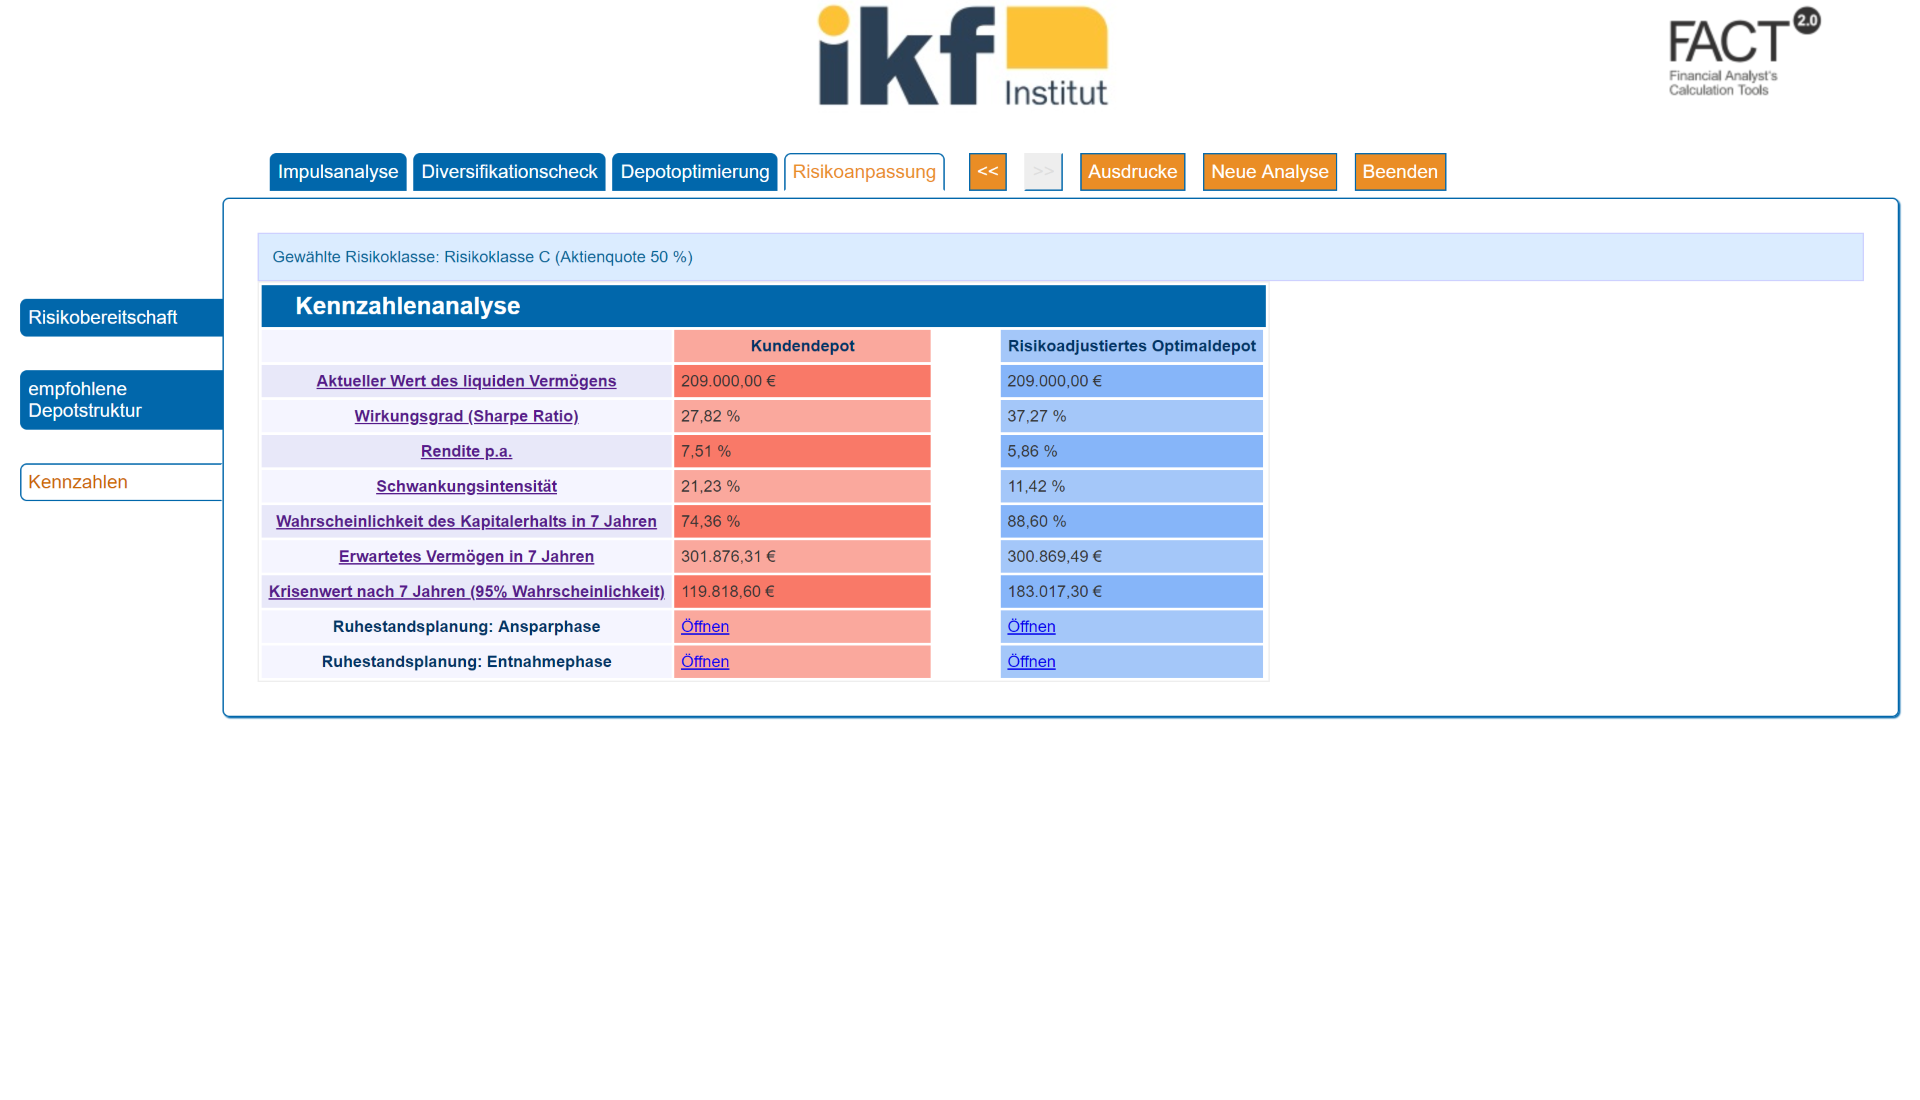 ikf Institut
FACT 2.0
Financial Analyst's
Calculation Tools
Impulsanalyse Diversifikationscheck Depotoptimierung Risikoanpassung << >> Ausdrucke Neue Analyse Beenden
Gewählte Risikoklasse: Risikoklasse C (Aktienquote 50 %)
Risikobereitschaft
empfohlene
Depotstruktur
Kennzahlen
Kennzahlenanalyse
Kundendepot Risikoadjustiertes Optimaldepot
Aktueller Wert des liquiden Vermögens 209.000,00 € 209.000,00 €
Wirkungsgrad (Sharpe Ratio) 27,82 % 37,27 %
Rendite p.a. 7,51 % 5,86 %
Schwankungsintensität 21,23 % 11,42 %
Wahrscheinlichkeit des Kapitalerhalts in 7 Jahren 74,36 % 88,60 %
Erwartetes Vermögen in 7 Jahren 301.876,31 € 300.869,49 €
Krisenwert nach 7 Jahren (95% Wahrscheinlichkeit) 119.818,60 € 183.017,30 €
Ruhestandsplanung: Ansparphase Öffnen Öffnen
Ruhestandsplanung: Entnahmephase Öffnen Öffnen